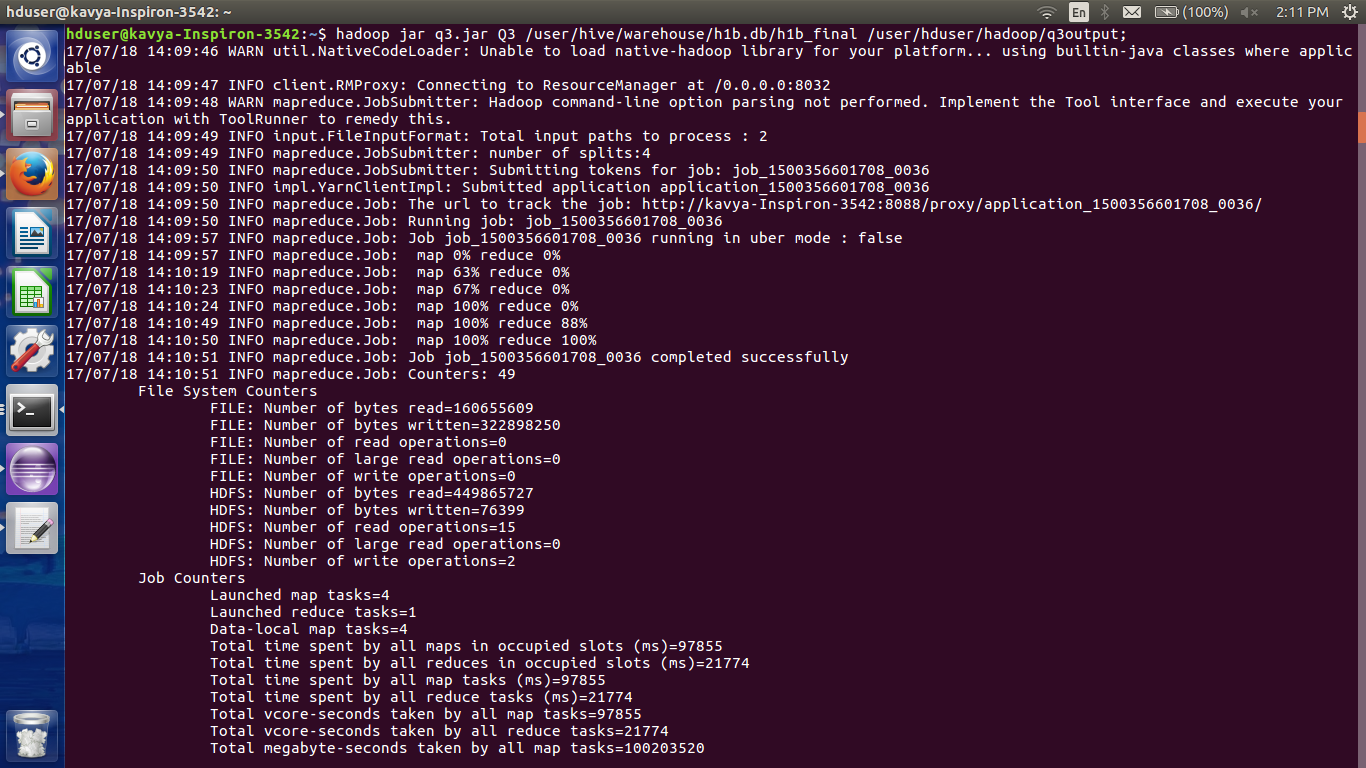 hduser@kavya-Inspiron-3542: ~
En
(100%)
2:11 PM
hduser@kavya-Inspiron-3542:~$ hadoop jar q3.jar Q3 /user/hive/warehouse/h1b.db/h1b_final /user/hduser/hadoop/q3output;
17/07/18 14:09:46 WARN util.NativeCodeLoader: Unable to load native-hadoop library for your platform... using builtin-java classes where applic
able
17/07/18 14:09:47 INFO client.RMProxy: Connecting to ResourceManager at /0.0.0.0:8032
17/07/18 14:09:48 WARN mapreduce.JobSubmitter: Hadoop command-line option parsing not performed. Implement the Tool interface and execute your
application with ToolRunner to remedy this.
17/07/18 14:09:49 INFO input.FileInputFormat: Total input paths to process : 2
17/07/18 14:09:49 INFO mapreduce.JobSubmitter: number of splits:4
17/07/18 14:09:50 INFO mapreduce.JobSubmitter: Submitting tokens for job: job_1500356601708_0036
17/07/18 14:09:50 INFO impl.YarnClientImpl: Submitted application application_1500356601708_0036
17/07/18 14:09:50 INFO mapreduce.Job: The url to track the job: http://kavya-Inspiron-3542:8088/proxy/application_1500356601708_0036/
17/07/18 14:09:50 INFO mapreduce.Job: Running job: job_1500356601708_0036
17/07/18 14:09:57 INFO mapreduce.Job: Job job_1500356601708_0036 running in uber mode : false
17/07/18 14:09:57 INFO mapreduce.Job:  map 0% reduce 0%
17/07/18 14:10:19 INFO mapreduce.Job:  map 63% reduce 0%
17/07/18 14:10:23 INFO mapreduce.Job:  map 67% reduce 0%
17/07/18 14:10:24 INFO mapreduce.Job:  map 100% reduce 0%
17/07/18 14:10:49 INFO mapreduce.Job:  map 100% reduce 88%
17/07/18 14:10:50 INFO mapreduce.Job:  map 100% reduce 100%
17/07/18 14:10:51 INFO mapreduce.Job: Job job_1500356601708_0036 completed successfully
17/07/18 14:10:51 INFO mapreduce.Job: Counters: 49
File System Counters
FILE: Number of bytes read=160655609
FILE: Number of bytes written=322898250
FILE: Number of read operations=0
FILE: Number of large read operations=0
FILE: Number of write operations=0
HDFS: Number of bytes read=449865727
HDFS: Number of bytes written=76399
HDFS: Number of read operations=15
HDFS: Number of large read operations=0
HDFS: Number of write operations=2
Job Counters
Launched map tasks=4
Launched reduce tasks=1
Data-local map tasks=4
Total time spent by all maps in occupied slots (ms)=97855
Total time spent by all reduces in occupied slots (ms)=21774
Total time spent by all map tasks (ms)=97855
Total time spent by all reduce tasks (ms)=21774
Total vcore-seconds taken by all map tasks=97855
Total vcore-seconds taken by all reduce tasks=21774
Total megabyte-seconds taken by all map tasks=100203520